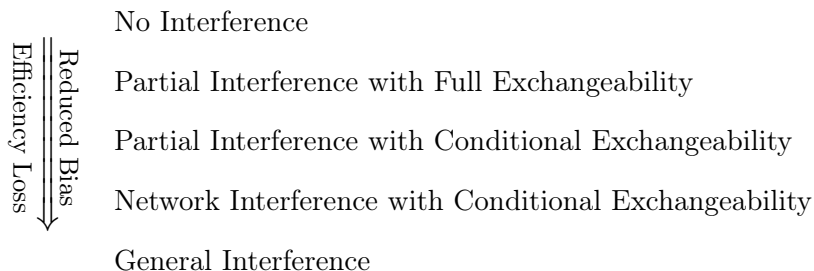 No Interference
Partial Interference with Full Exchangeability
Partial Interference with Conditional Exchangeability
Network Interference with Conditional Exchangeability
General Interference
Reduced Bias
Efficiency Loss